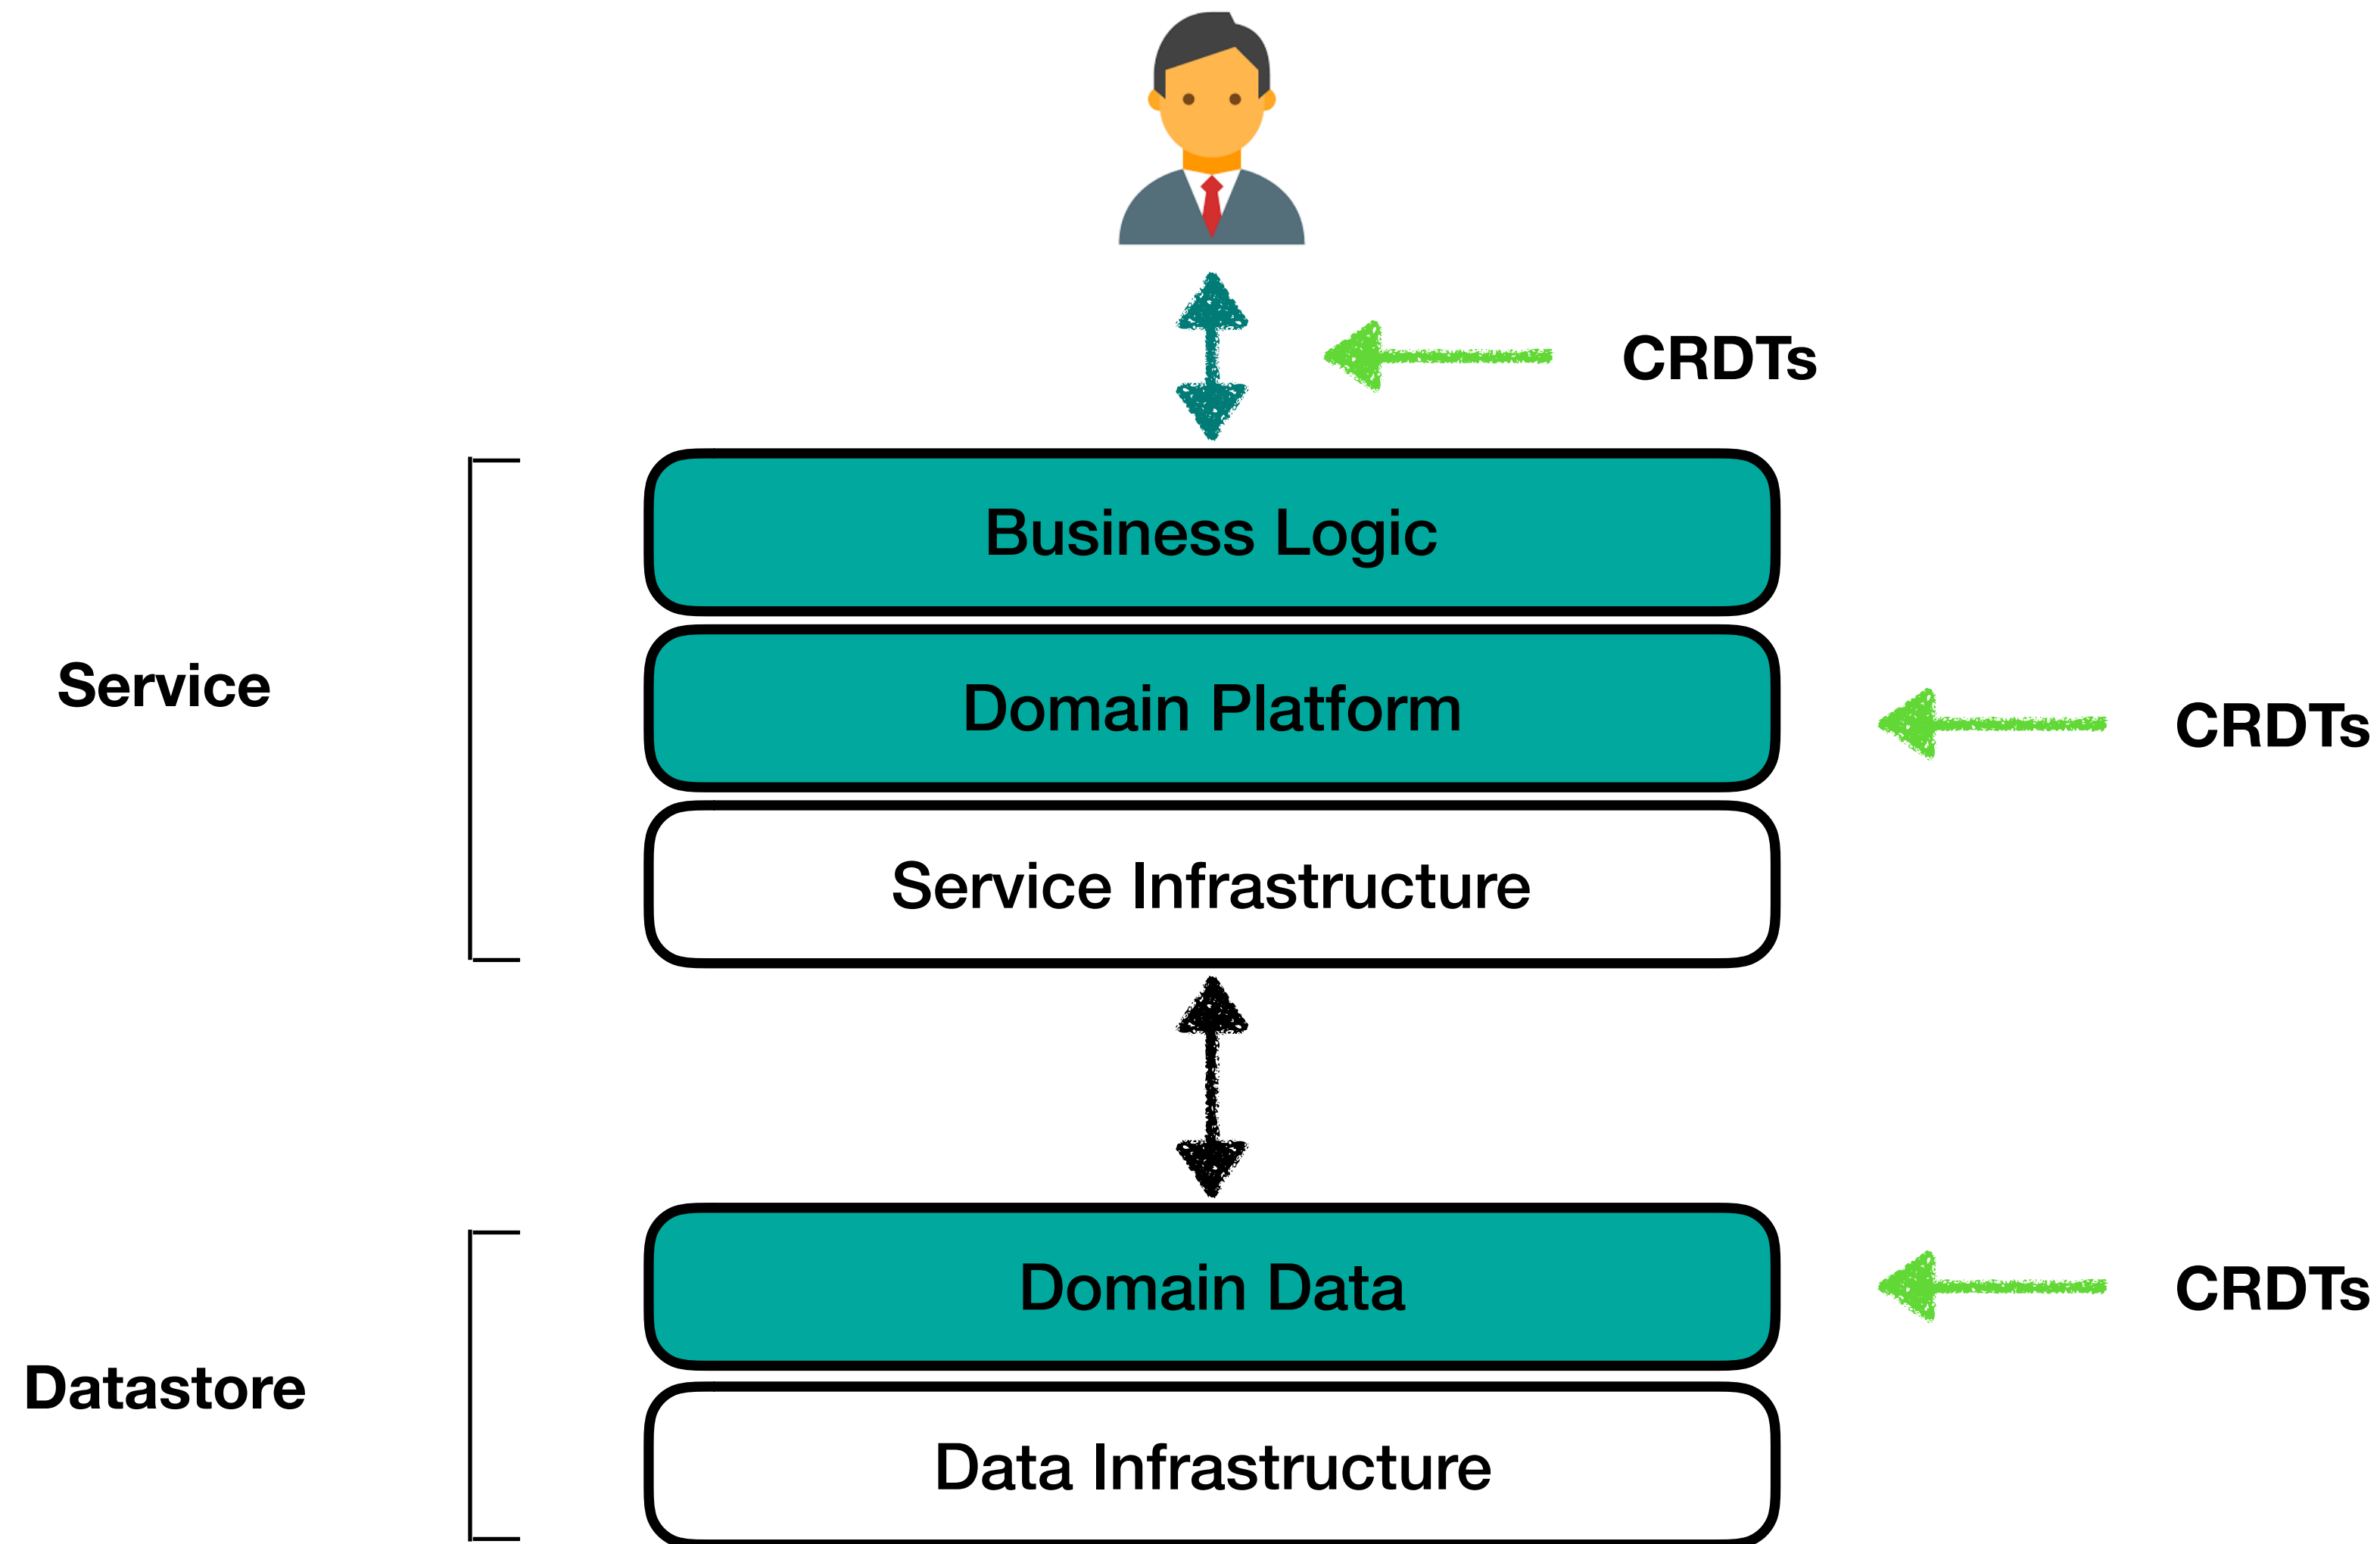 CRDTs
Business Logic
Service
Domain Platform
CRDTs
Service Infrastructure
Domain Data
CRDTs
Datastore
Data Infrastructure